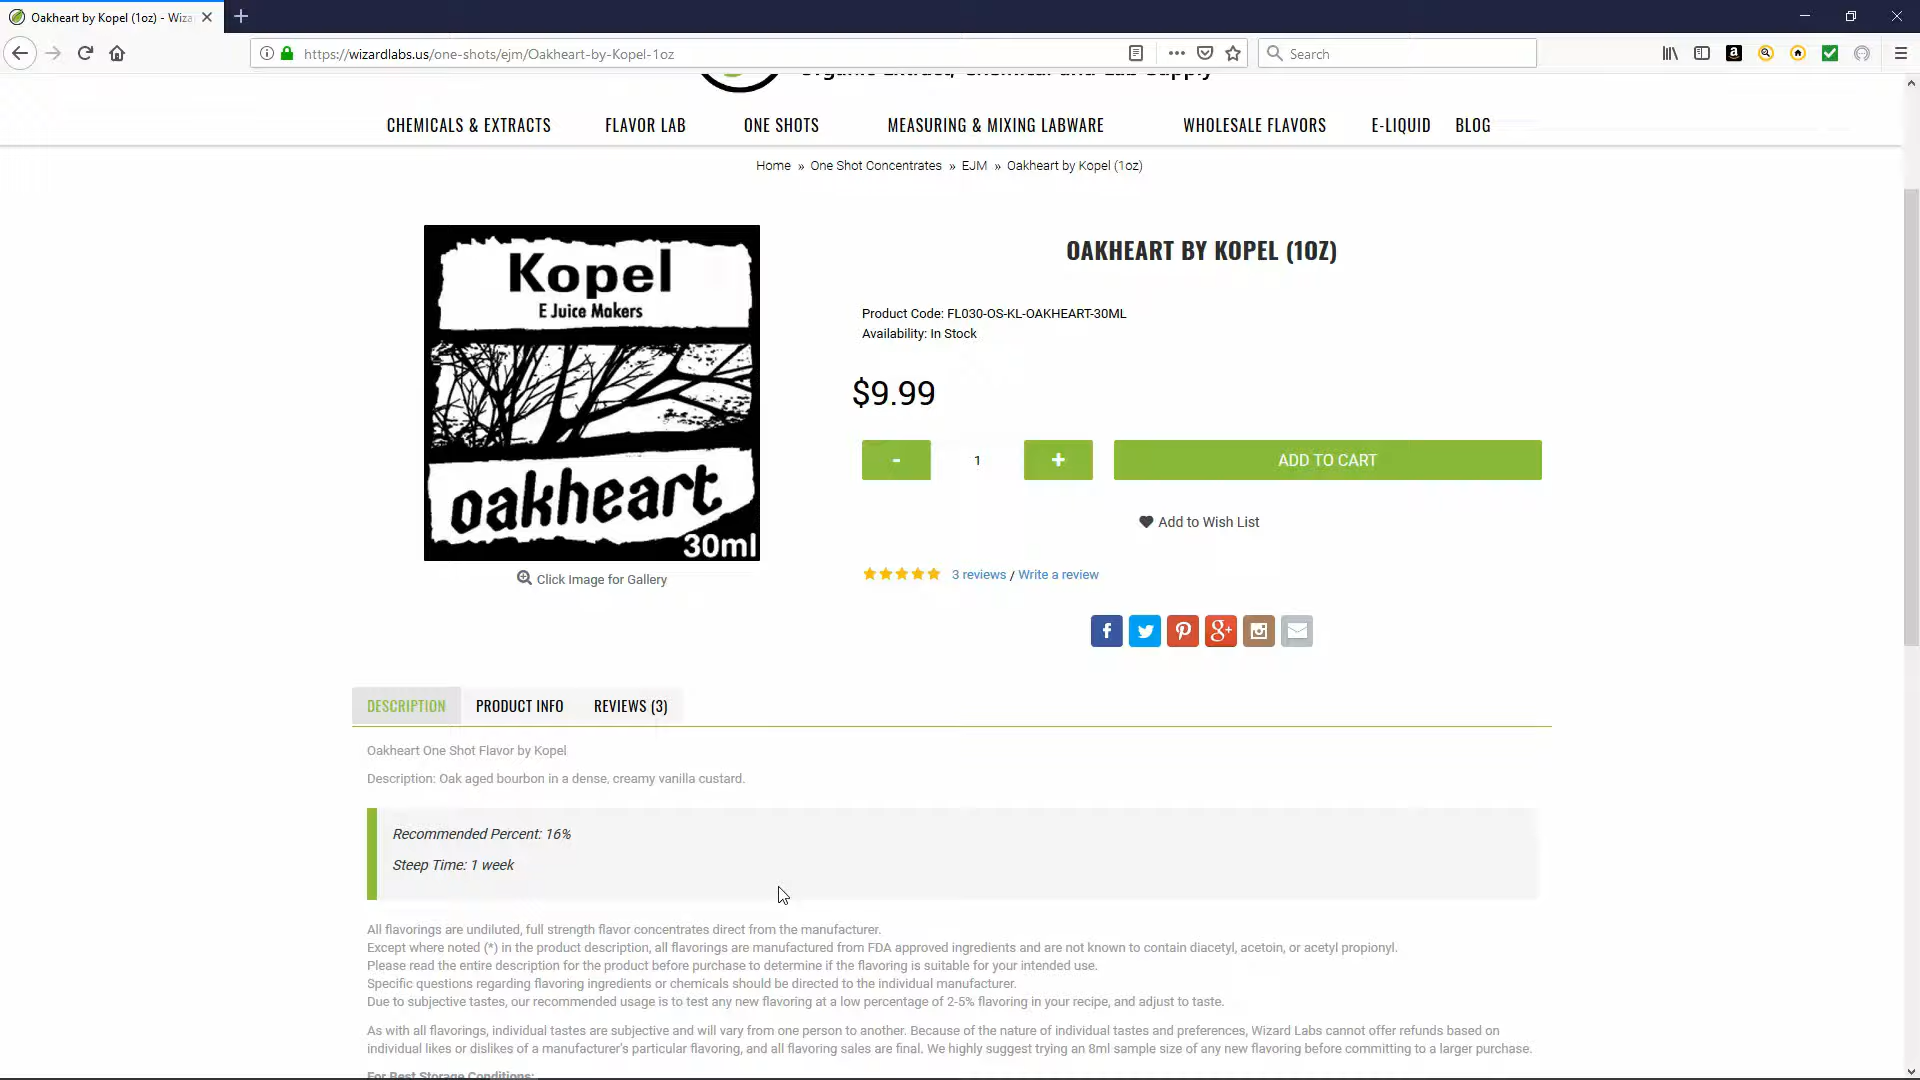 Oakheart by Kopel (1oz) - Wiza
https://wizardlabs.us/one-shots/ejm/Oakheart-by-Kopel-1oz
Search
Organic Extract, Chemical and Lab Supply
CHEMICALS & EXTRACTS FLAVOR LAB ONE SHOTS MEASURING & MIXING LABWARE WHOLESALE FLAVORS E-LIQUID BLOG
Home » One Shot Concentrates » EJM » Oakheart by Kopel (1oz)
Kopel
E Juice Makers
oakheart
30ml
Click Image for Gallery
OAKHEART BY KOPEL (1OZ)
Product Code: FL030-OS-KL-OAKHEART-30ML
Availability: In Stock
$9.99
- 1 + ADD TO CART
Add to Wish List
3 reviews / Write a review
DESCRIPTION PRODUCT INFO REVIEWS (3)
Oakheart One Shot Flavor by Kopel
Description: Oak aged bourbon in a dense, creamy vanilla custard.
Recommended Percent: 16%
Steep Time: 1 week
All flavorings are undiluted, full strength flavor concentrates direct from the manufacturer.
Except where noted (*) in the product description, all flavorings are manufactured from FDA approved ingredients and are not known to contain diacetyl, acetoin, or acetyl propionyl.
Please read the entire description for the product before purchase to determine if the flavoring is suitable for your intended use.
Specific questions regarding flavoring ingredients or chemicals should be directed to the individual manufacturer.
Due to subjective tastes, our recommended usage is to test any new flavoring at a low percentage of 2-5% flavoring in your recipe, and adjust to taste.
As with all flavorings, individual tastes are subjective and will vary from one person to another. Because of the nature of individual tastes and preferences, Wizard Labs cannot offer refunds based on
individual likes or dislikes of a manufacturer's particular flavoring, and all flavoring sales are final. We highly suggest trying an 8ml sample size of any new flavoring before committing to a larger purchase.
For Best Storage Conditions: